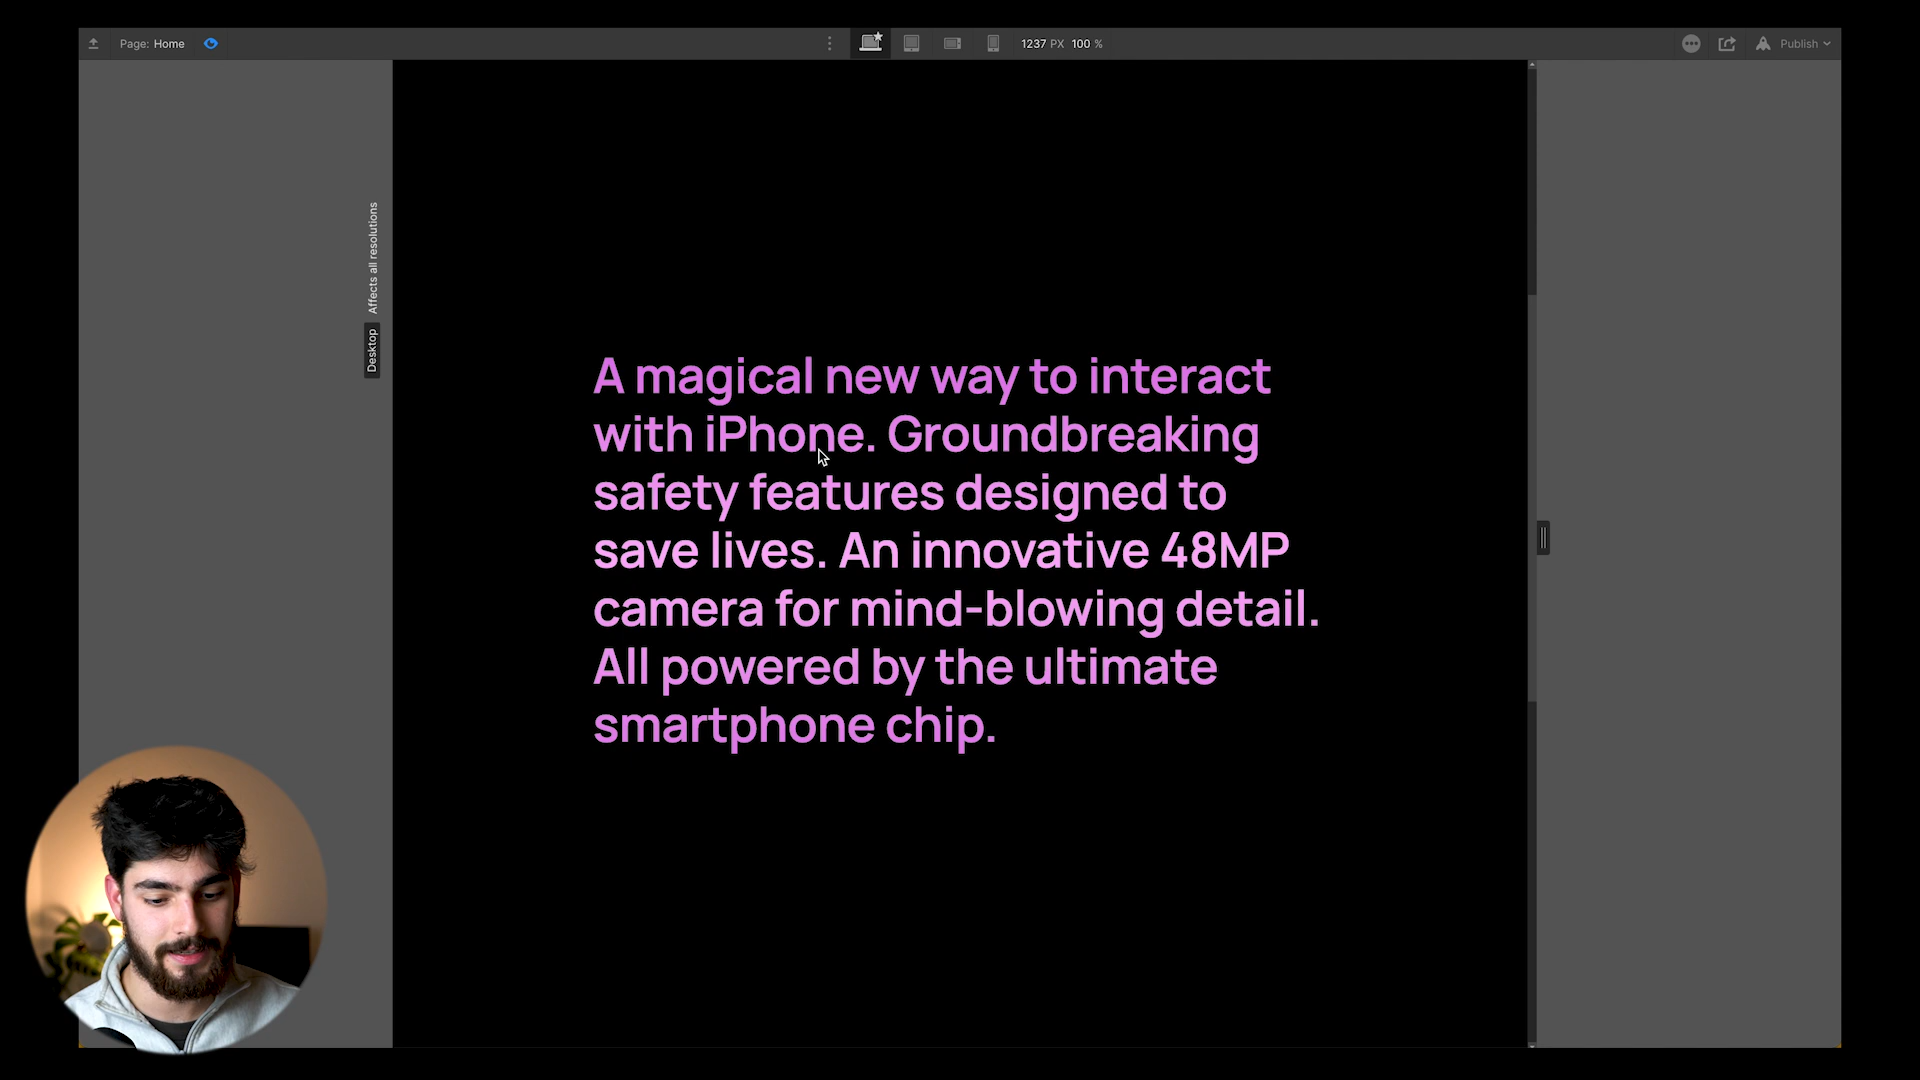 Page: Home
1237 PX 100 %
Publish
Affects all resolutions
Desktop
A magical new way to interact
with iPhone. Groundbreaking
safety features designed to
save lives. An innovative 48MP
camera for mind-blowing detail.
All powered by the ultimate
smartphone chip.